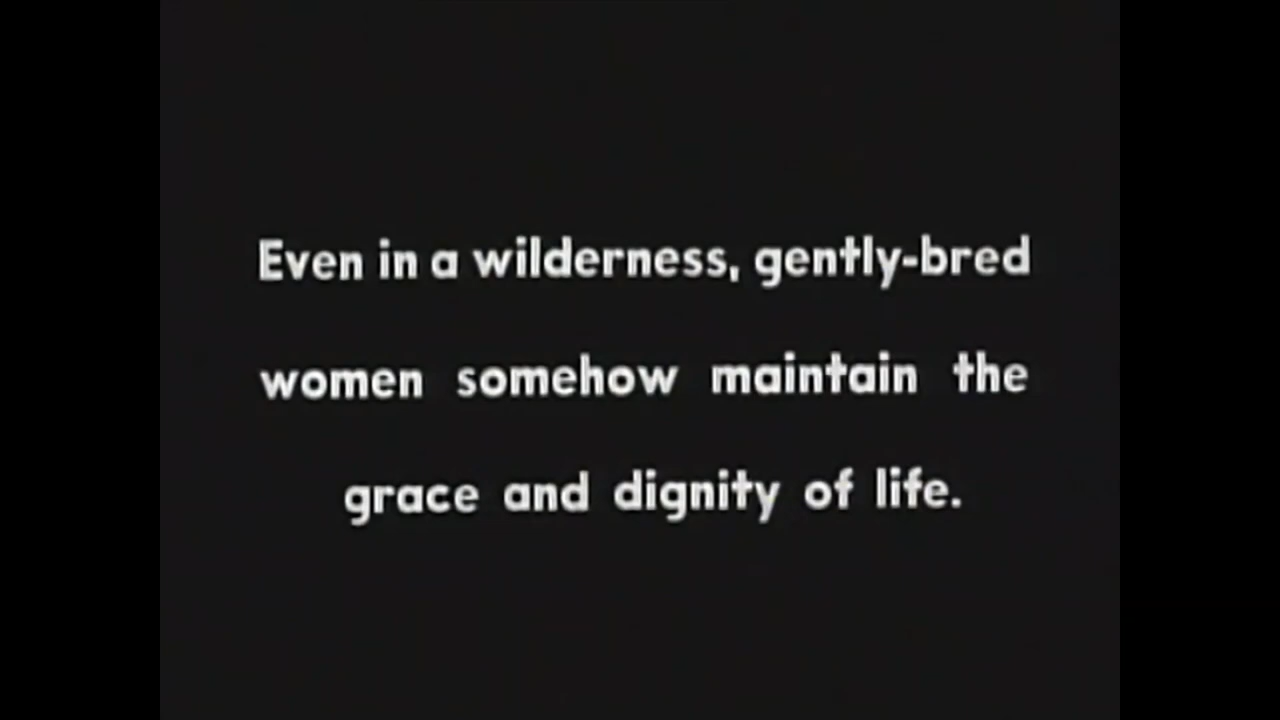 Even in a wilderness, gently-bred
women somehow maintain the
grace and dignity of life.